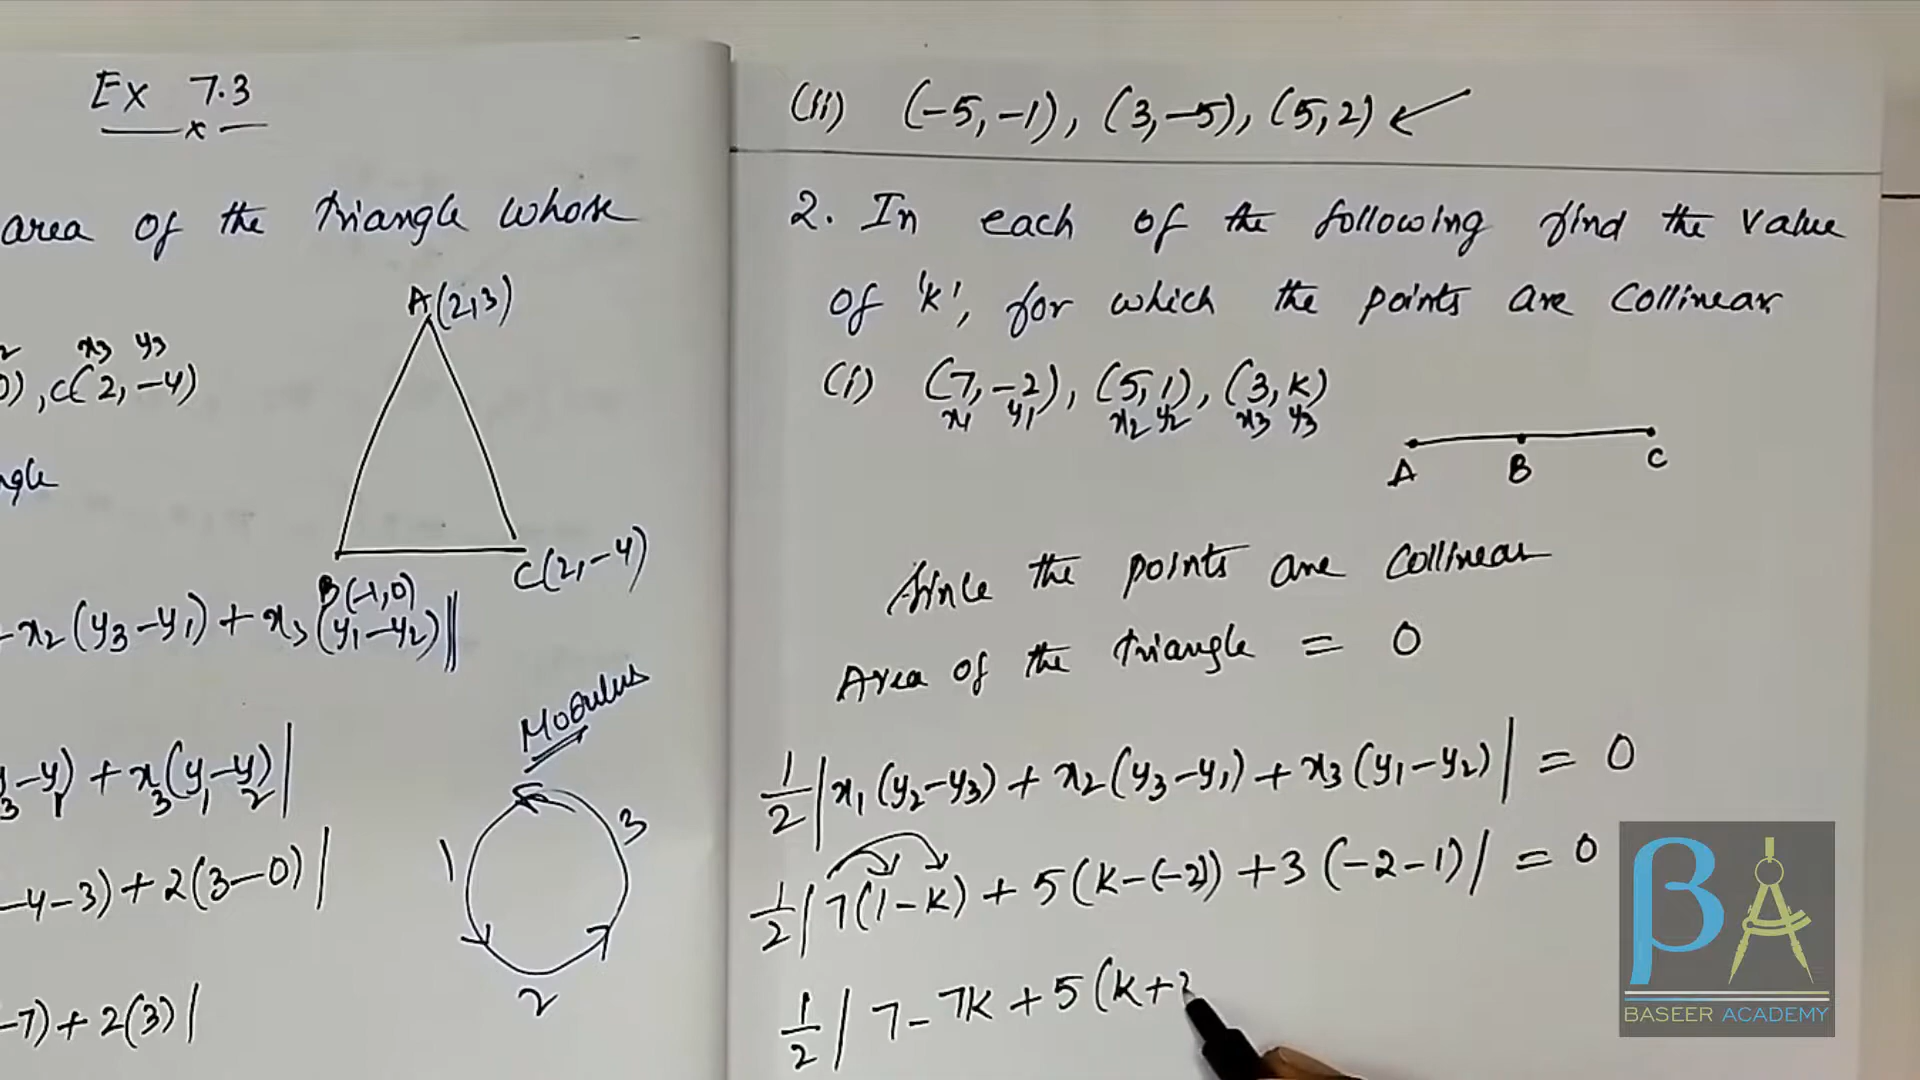 Ex 7.3
area of the triangle whose
A(2,3)
x3 y3
, C(2,-4)
B(-1,0)
C(2,-4)
x2(y3-y1) + x3(y1-y2)|
Modulus
+ x3(y1-y2)|
-4-3) + 2(3-0)|
-7) + 2(3)|
1
2
3
(ii) (-5,-1), (3,-5), (5,2)
2. In each of the following find the value
of 'k', for which the points are collinear
(i) (7,-2), (5,1), (3,k)
x1 y1 x2 y2 x3 y3
A B C
Since the points are collinear
Area of the triangle = 0
1/2 |x1(y2-y3) + x2(y3-y1) + x3(y1-y2)| = 0
1/2 |7(1-k) + 5(k-(-2)) + 3(-2-1)| = 0
1/2 | 7-7k + 5(k+
βA
BASEER ACADEMY